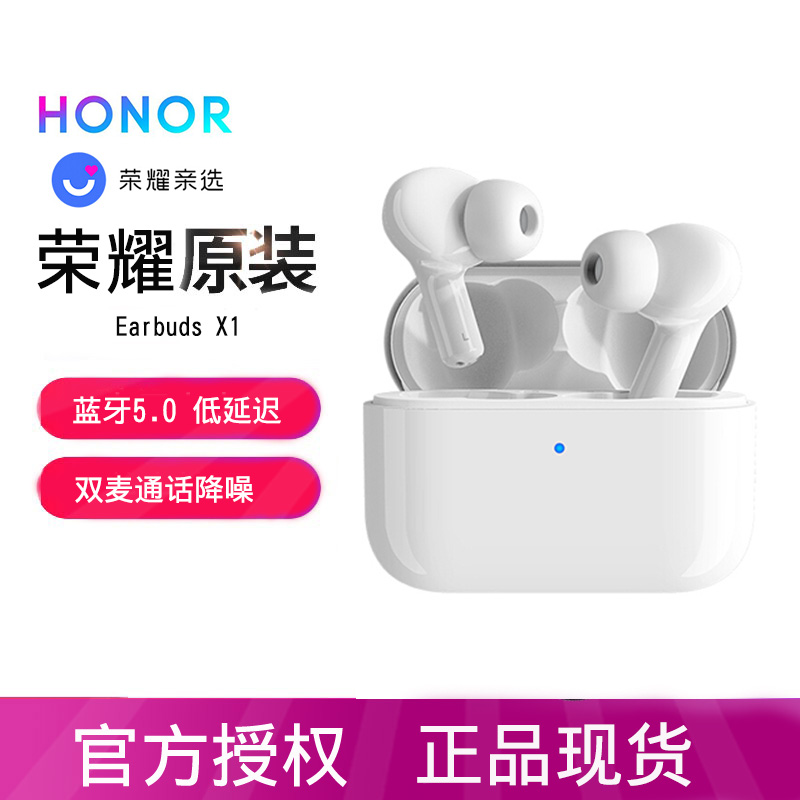 HONOR
荣耀亲选
荣耀原装
Earbuds X1
蓝牙5.0 低延迟
双麦通话降噪
L
官方授权 正品现货